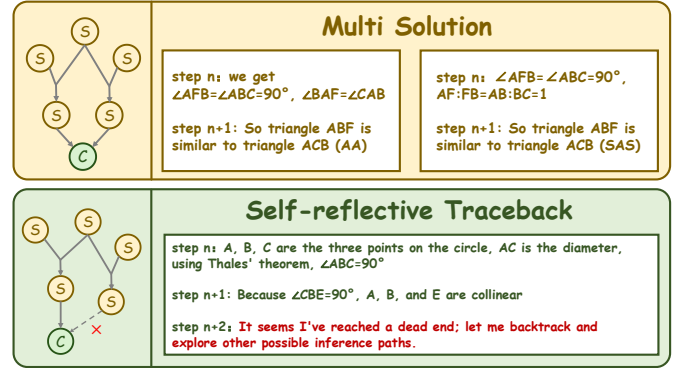 Multi Solution
S
S
S
S
S
C
step n: we get
∠AFB=∠ABC=90°, ∠BAF=∠CAB
step n+1: So triangle ABF is
similar to triangle ACB (AA)
step n: ∠AFB=∠ABC=90°,
AF:FB=AB:BC=1
step n+1: So triangle ABF is
similar to triangle ACB (SAS)
Self-reflective Traceback
S
S
S
S
S
C
step n: A, B, C are the three points on the circle, AC is the diameter,
using Thales' theorem, ∠ABC=90°
step n+1: Because ∠CBE=90°, A, B, and E are collinear
step n+2: It seems I've reached a dead end; let me backtrack and
explore other possible inference paths.